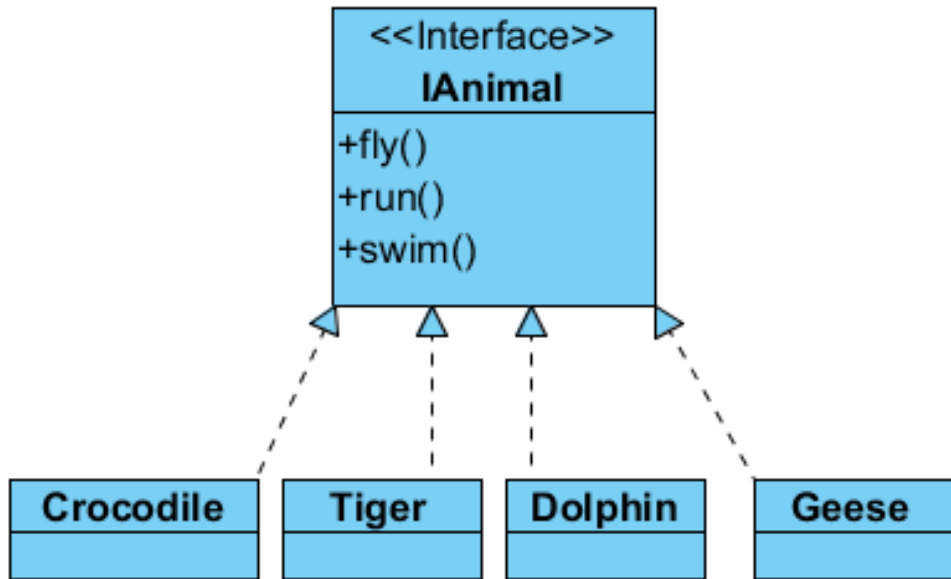 <<Interface>>
IAnimal
+fly()
+run()
+swim()
Crocodile
Tiger
Dolphin
Geese